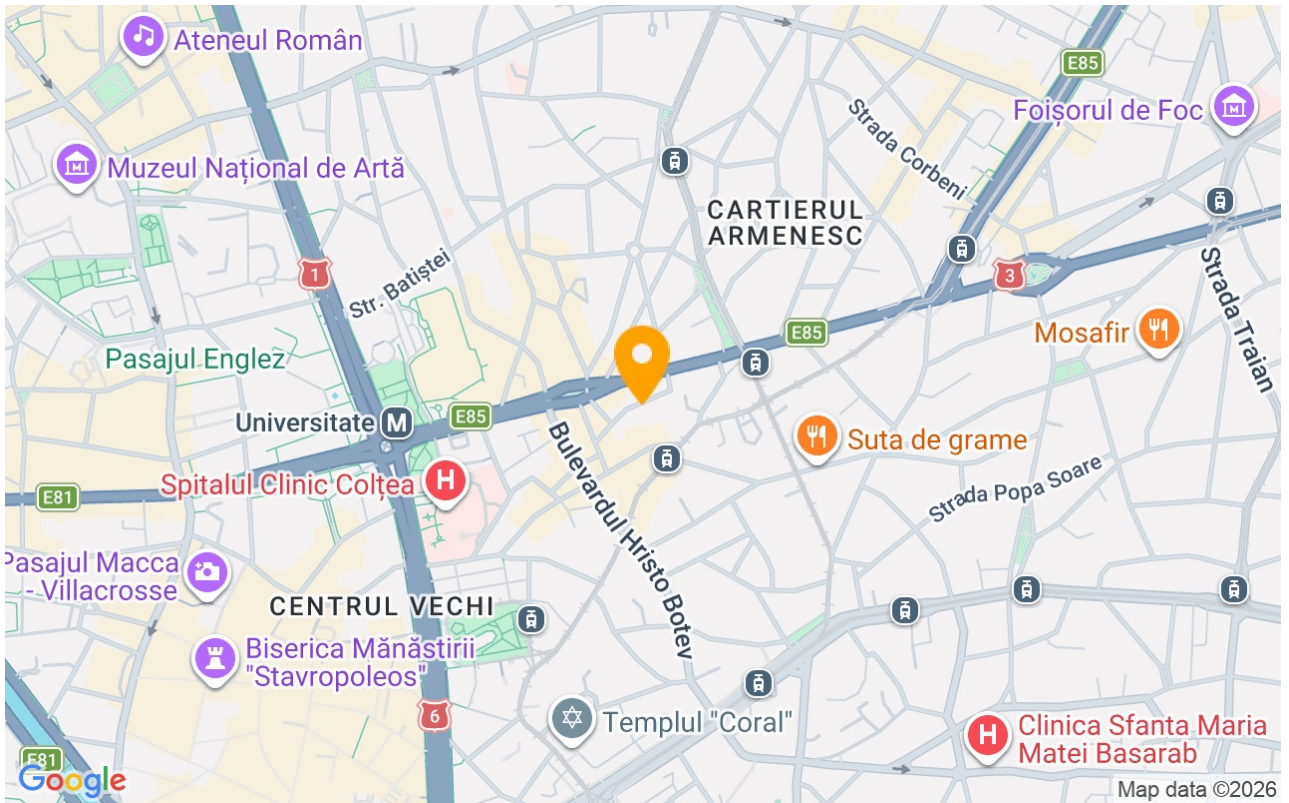 Ateneul Român
E85
Foișorul de Foc
Strada Corbeni
Muzeul Național de Artă
CARTIERUL
ARMENESC
Str. Batiștei
1
3
Strada Traian
E85
Mosafir
Pasajul Englez
Universitate
M
E85
Suta de grame
Bulevardul Hristo Botev
Spitalul Clinic Colțea
H
E81
Strada Popa Soare
Pasajul Macca
- Villacrosse
CENTRUL VECHI
Biserica Mănăstirii
"Stavropoleos"
6
Templul "Coral"
H
Clinica Sfanta Maria
Matei Basarab
E81
Google
Map data ©2026